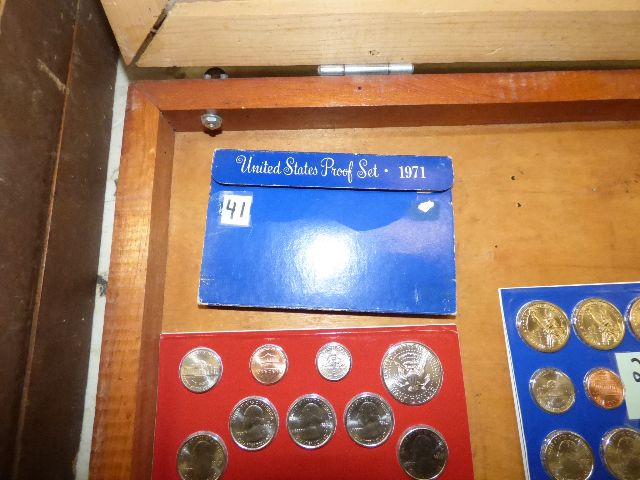 United States Proof Set • 1971
41